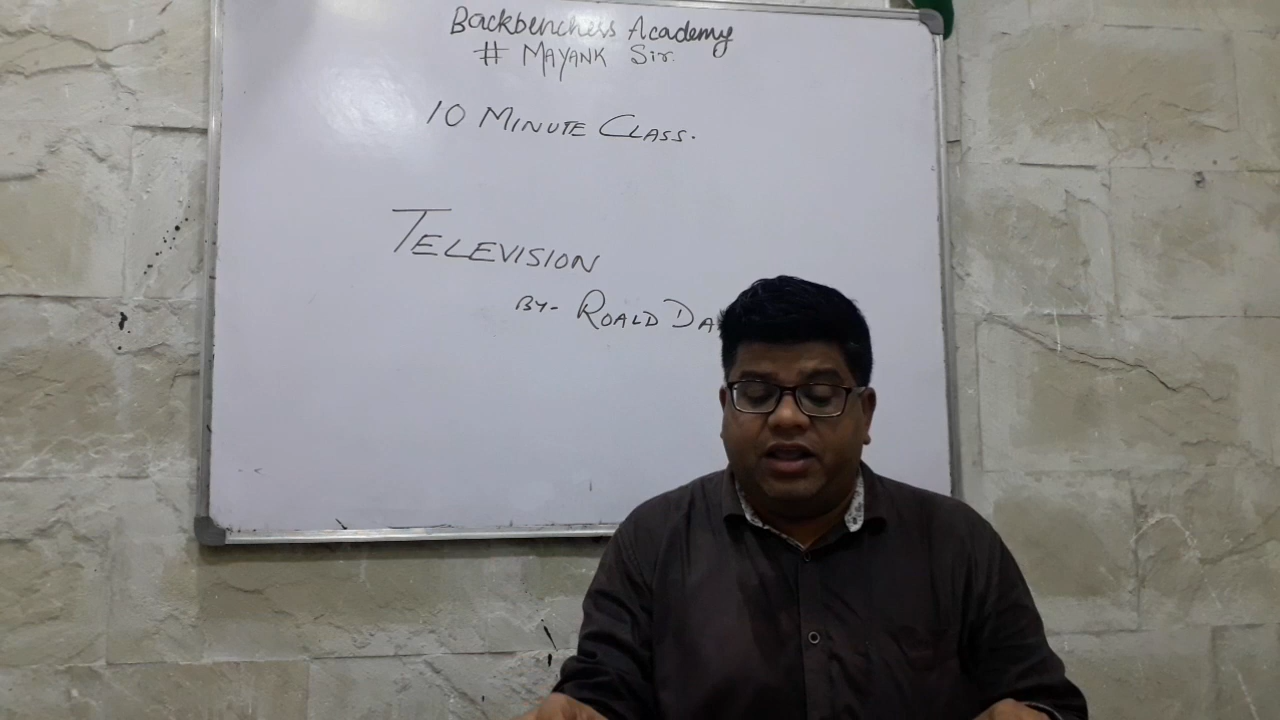 Backbenchers Academy
# MAYANK Sir.
10 MINUTE CLASS.
TELEVISION
BY- ROALD DA